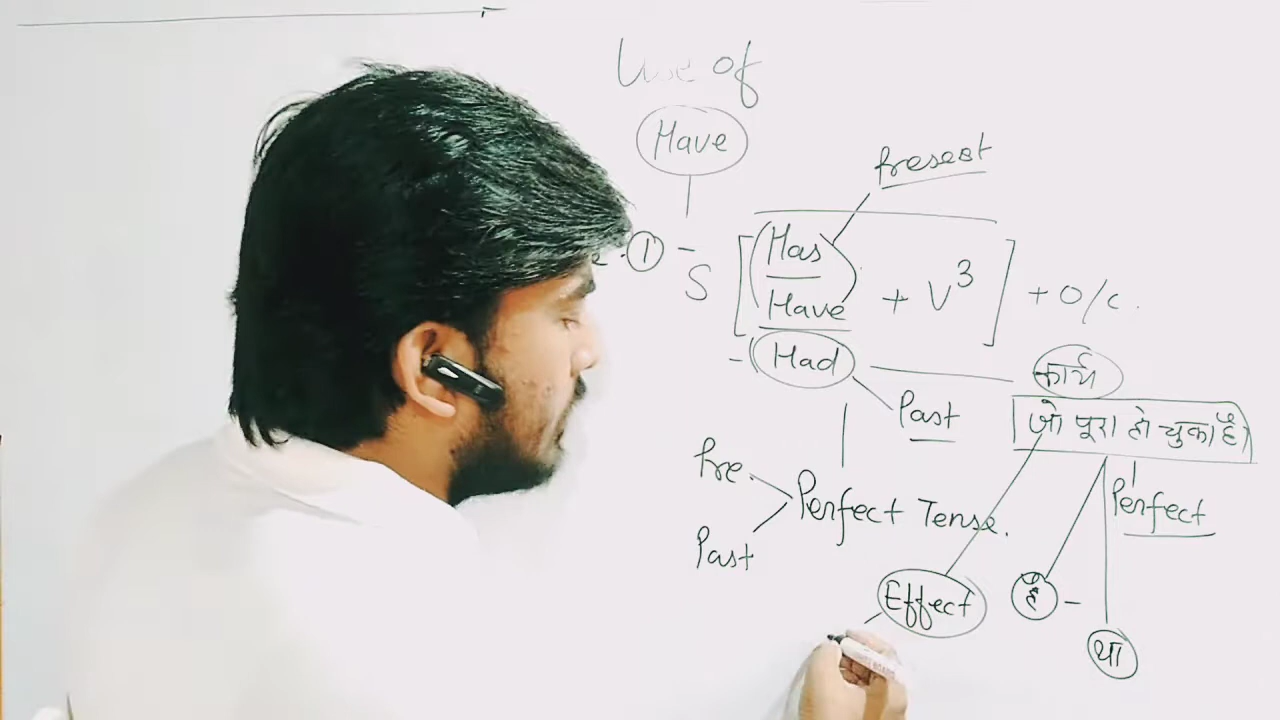 Use of
Have
Present
① - S [Has
Have + V³] + O/C.
- Had
Past
कार्य
जो पूरा हो चुका है।
Pre.
Past
Perfect Tense.
Perfect
Effect
है -
था